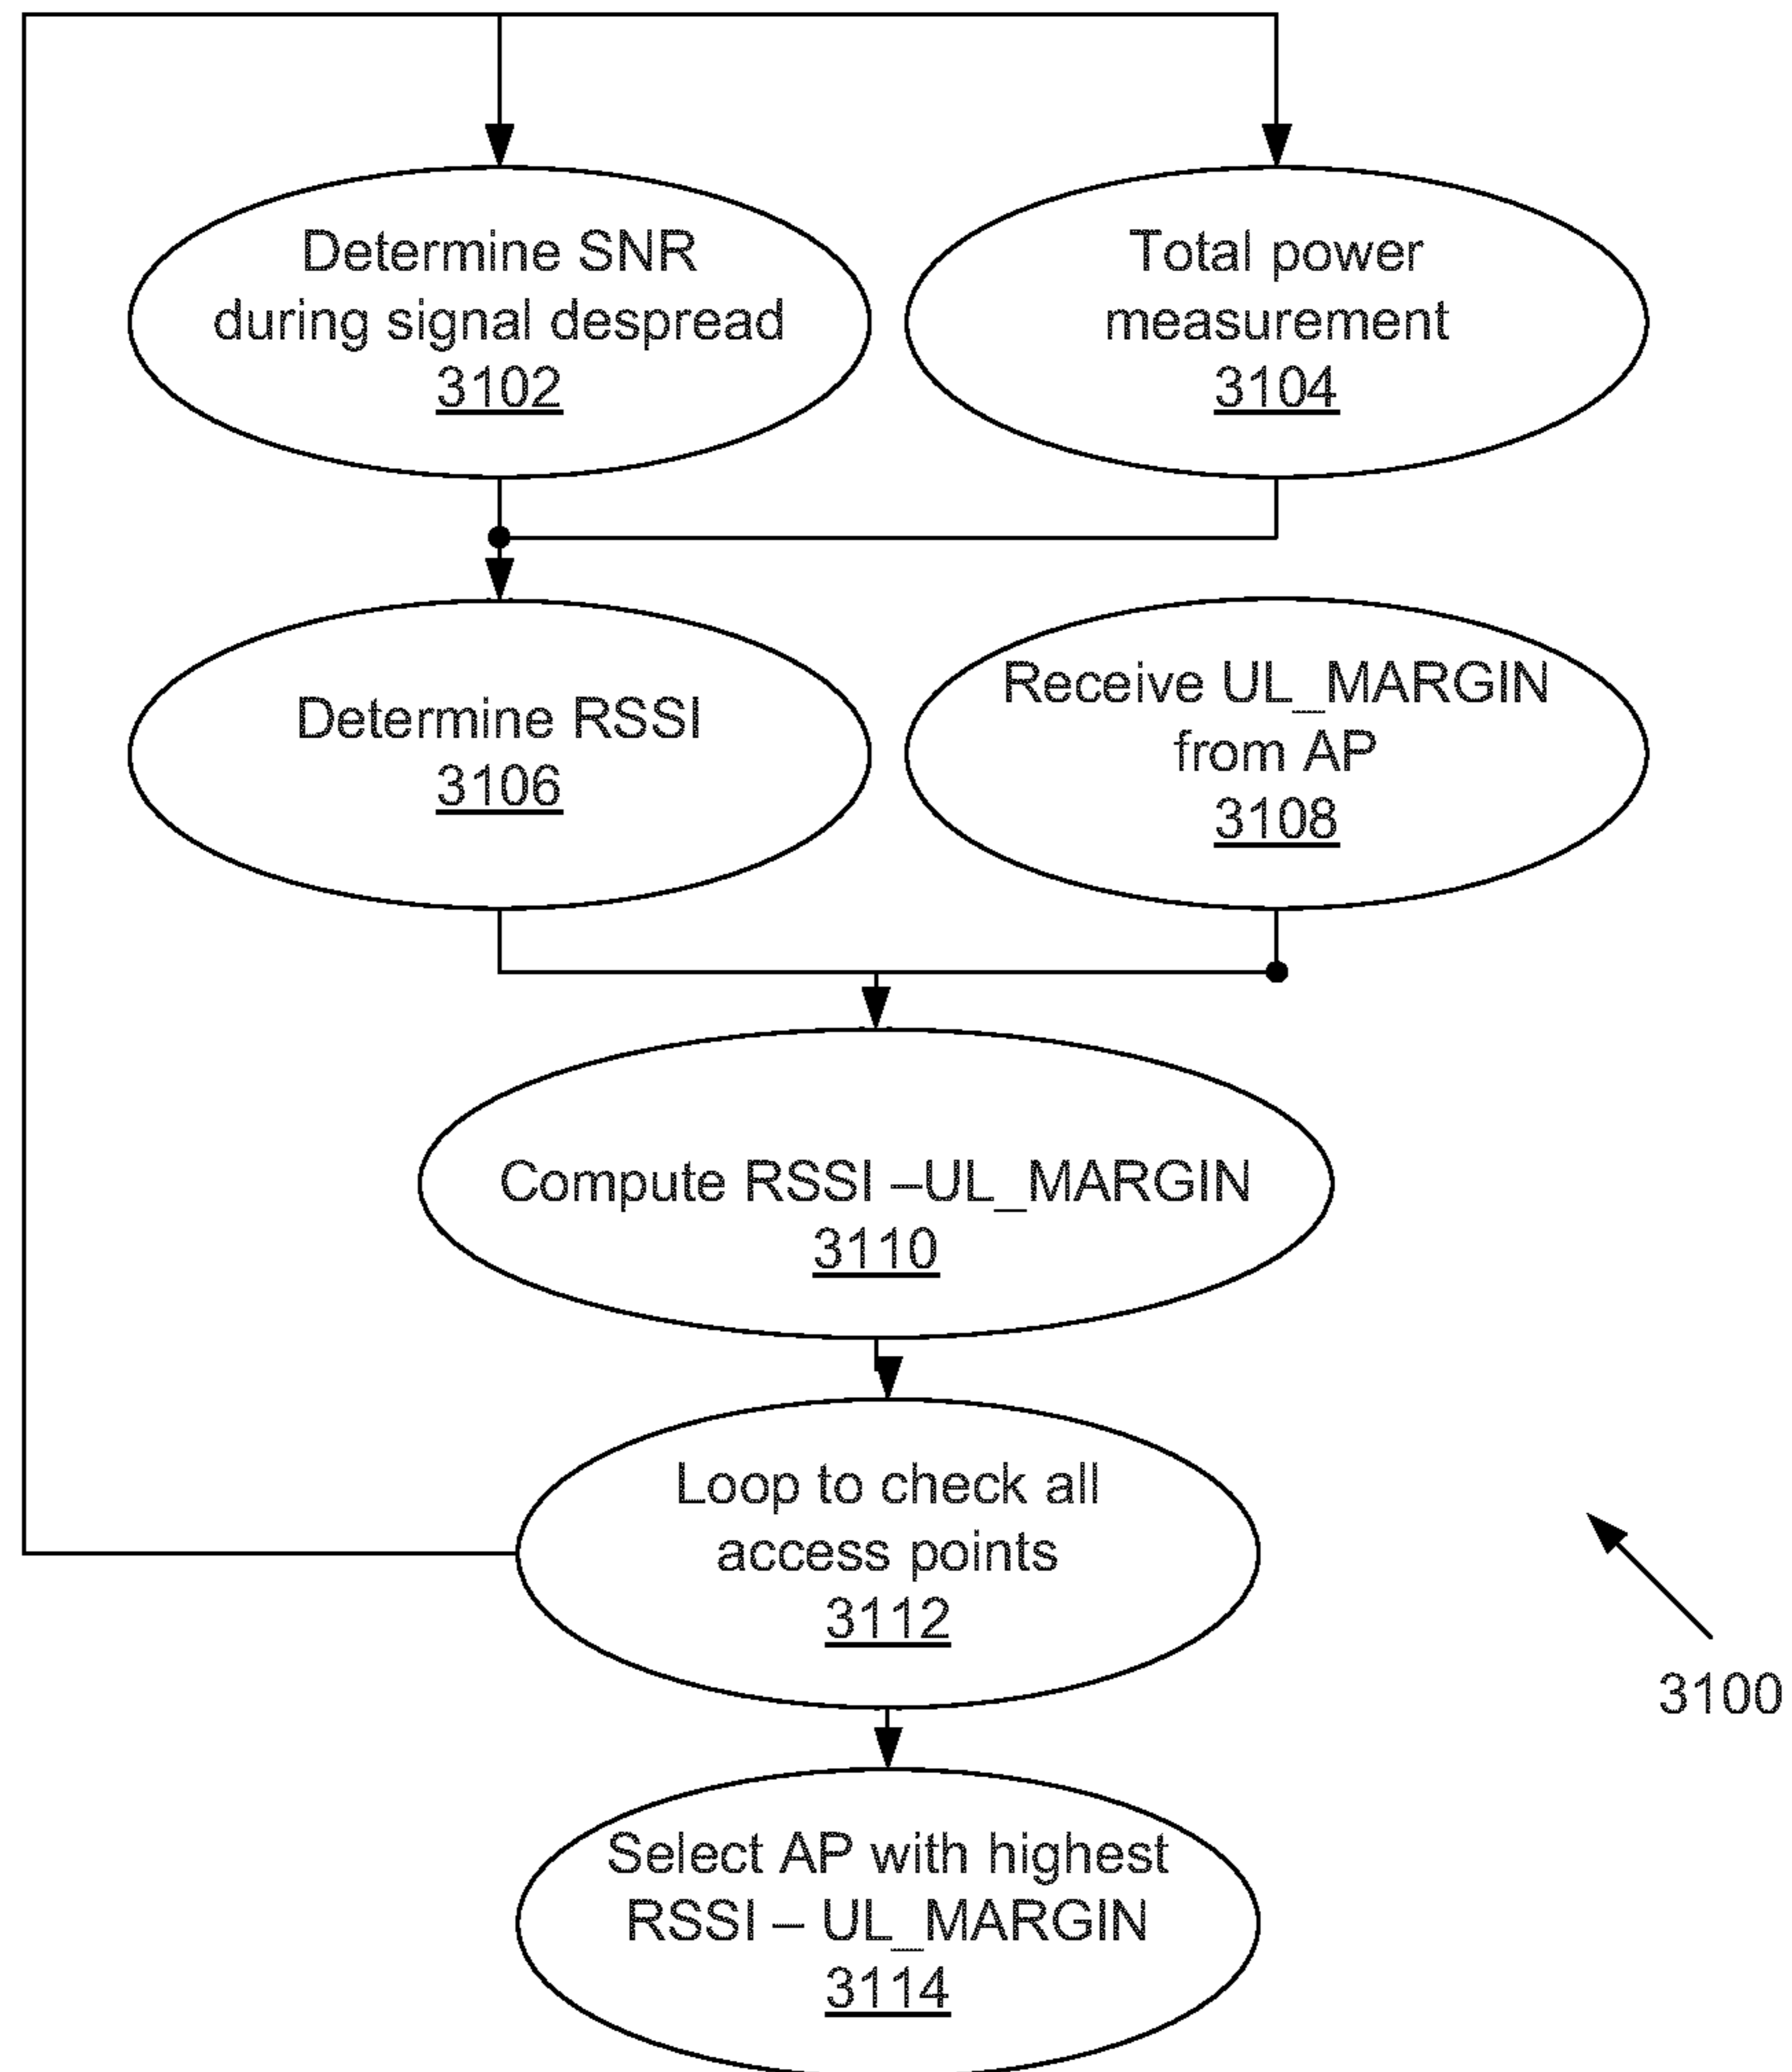 Determine SNR
during signal despread
3102
Total power
measurement
3104
Determine RSSI
3106
Receive UL_MARGIN
from AP
3108
Compute RSSI –UL_MARGIN
3110
Loop to check all
access points
3112
3100
Select AP with highest
RSSI – UL_MARGIN
3114